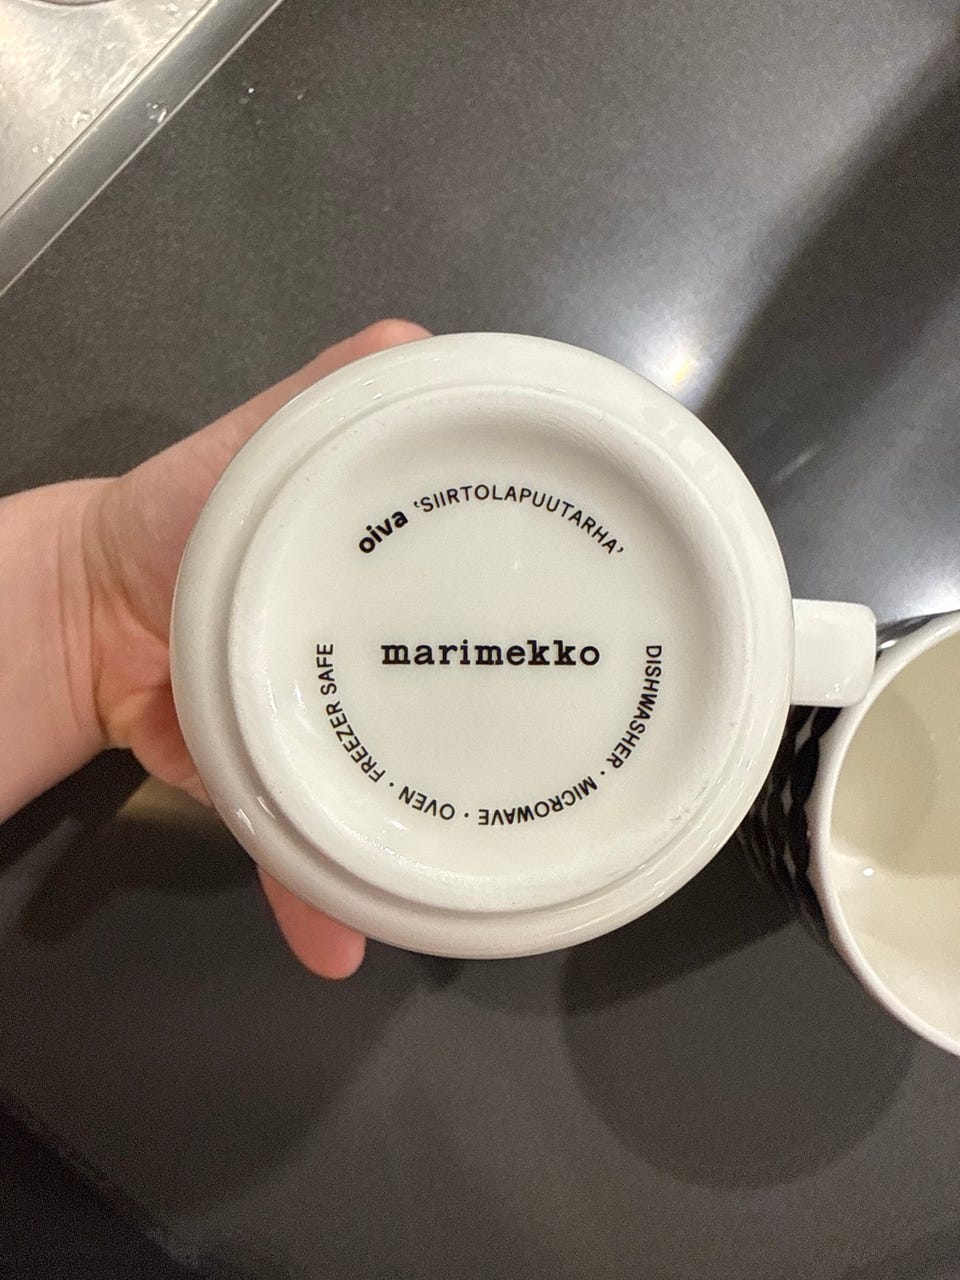 oiva 'SIIRTOLAPUUTARHA'
marimekko
DISHWASHER · MICROWAVE · OVEN · FREEZER SAFE